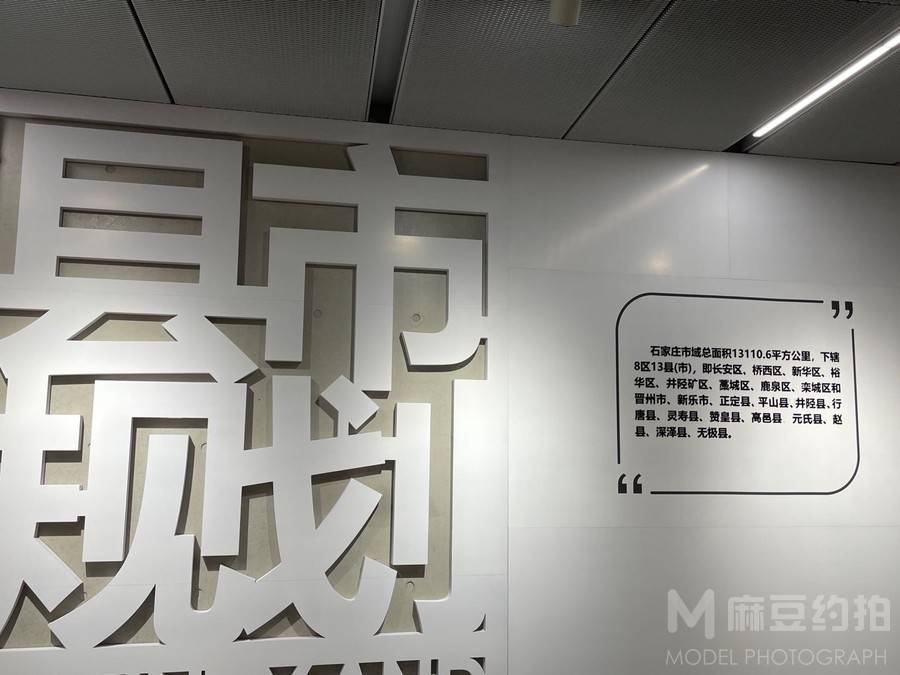 县市
规城
石家庄市域总面积13110.6平方公里，下辖
8区13县(市)，即长安区、桥西区、新华区、裕
华区、井陉矿区、藁城区、鹿泉区、栾城区和
晋州市、新乐市、正定县、平山县、井陉县、行
唐县、灵寿县、赞皇县、高邑县 元氏县、赵
县、深泽县、无极县。
麻豆约拍
MODEL PHOTOGRAPH